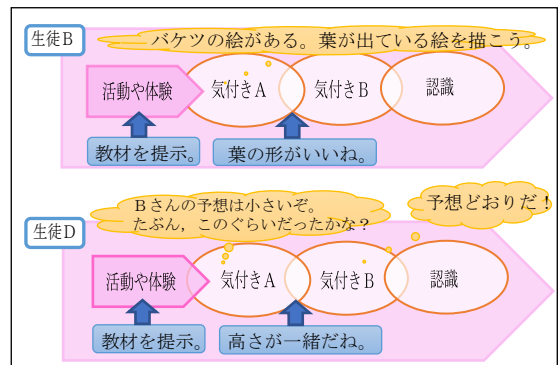 生徒B
バケツの絵がある。葉が出ている絵を描こう。
活動や体験
気付きA
気付きB
認識
教材を提示。
葉の形がいいね。
生徒D
Bさんの予想は小さいぞ。
たぶん，このぐらいだったかな？
予想どおりだ！
活動や体験
気付きA
気付きB
認識
教材を提示。
高さが一緒だね。